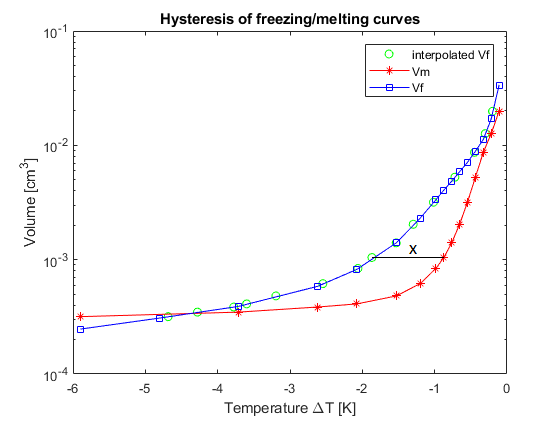 Hysteresis of freezing/melting curves
interpolated Vf
Vm
Vf
Volume [cm³]
10⁻¹
10⁻²
10⁻³
10⁻⁴
x
-6 -5 -4 -3 -2 -1 0
Temperature ΔT [K]